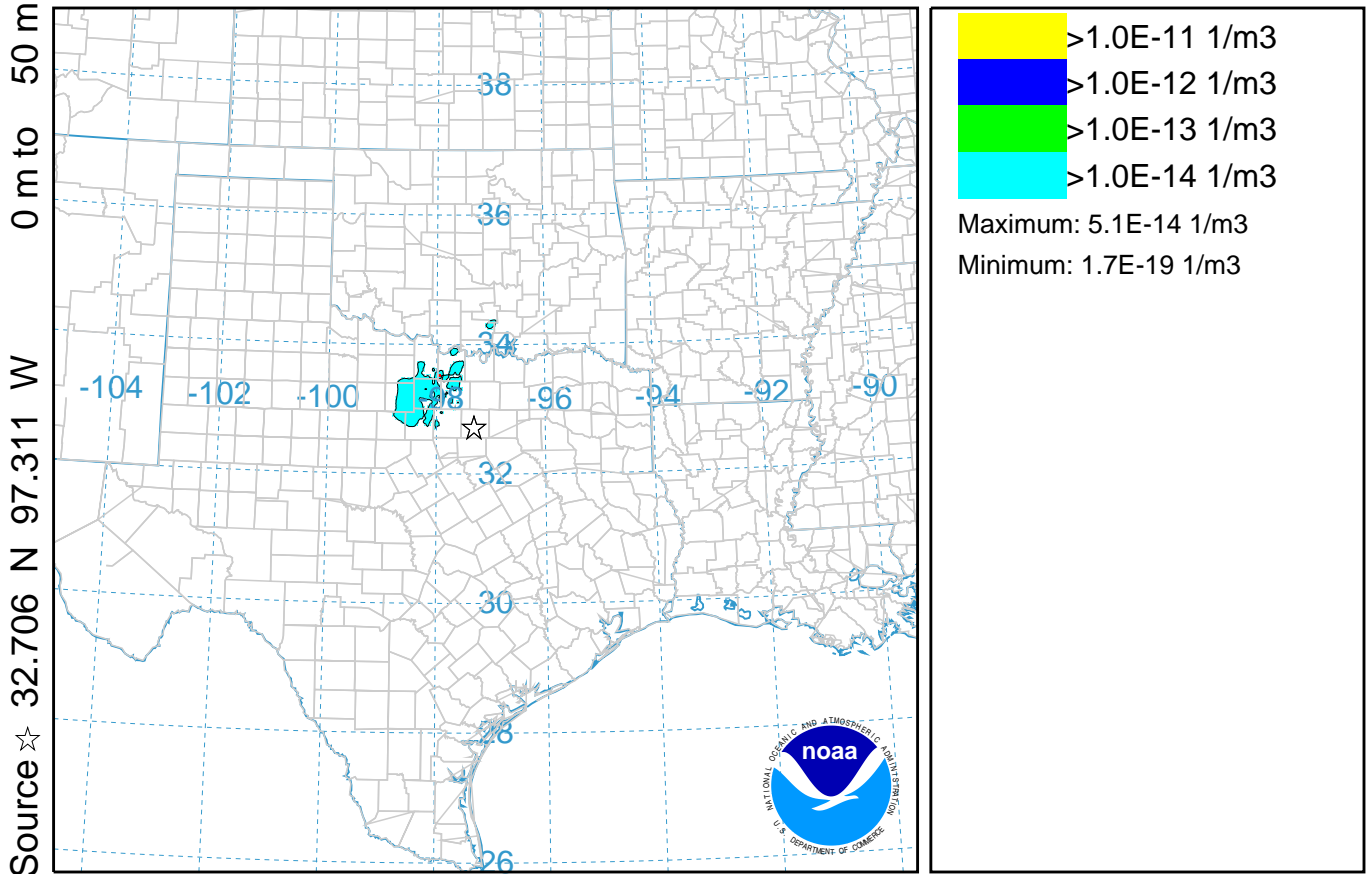 Source ☆ 32.706 N 97.311 W 0 m to 50 m
38
36
34
-104 -102 -100 -98 -96 -94 -92 -90
32
30
28
26
noaa
NATIONAL OCEANIC AND ATMOSPHERIC ADMINISTRATION
U.S. DEPARTMENT OF COMMERCE
>1.0E-11 1/m3
>1.0E-12 1/m3
>1.0E-13 1/m3
>1.0E-14 1/m3
Maximum: 5.1E-14 1/m3
Minimum: 1.7E-19 1/m3